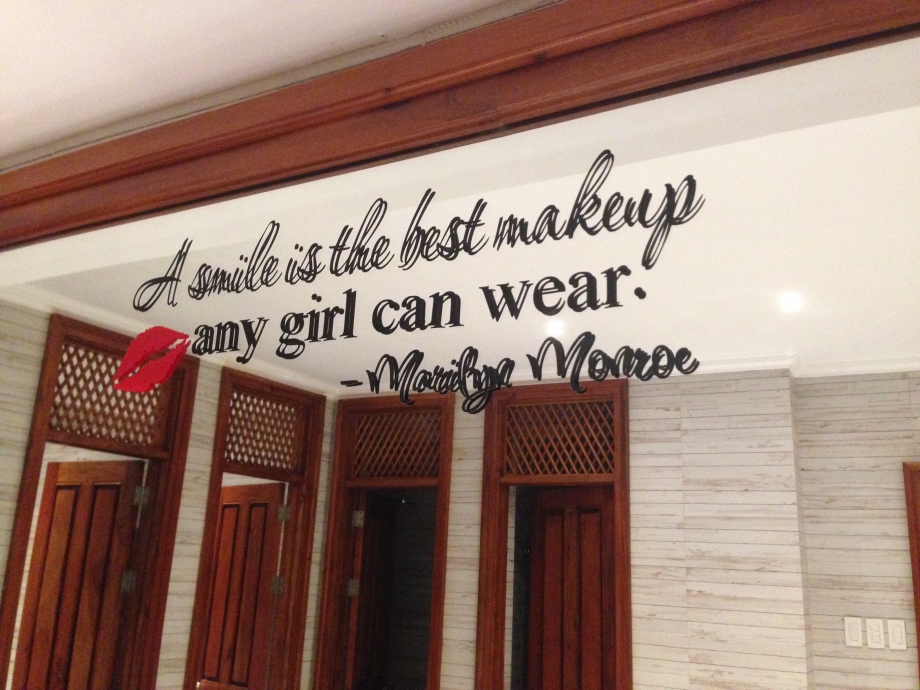 A smile is the best makeup
any girl can wear.
- Marilyn Monroe